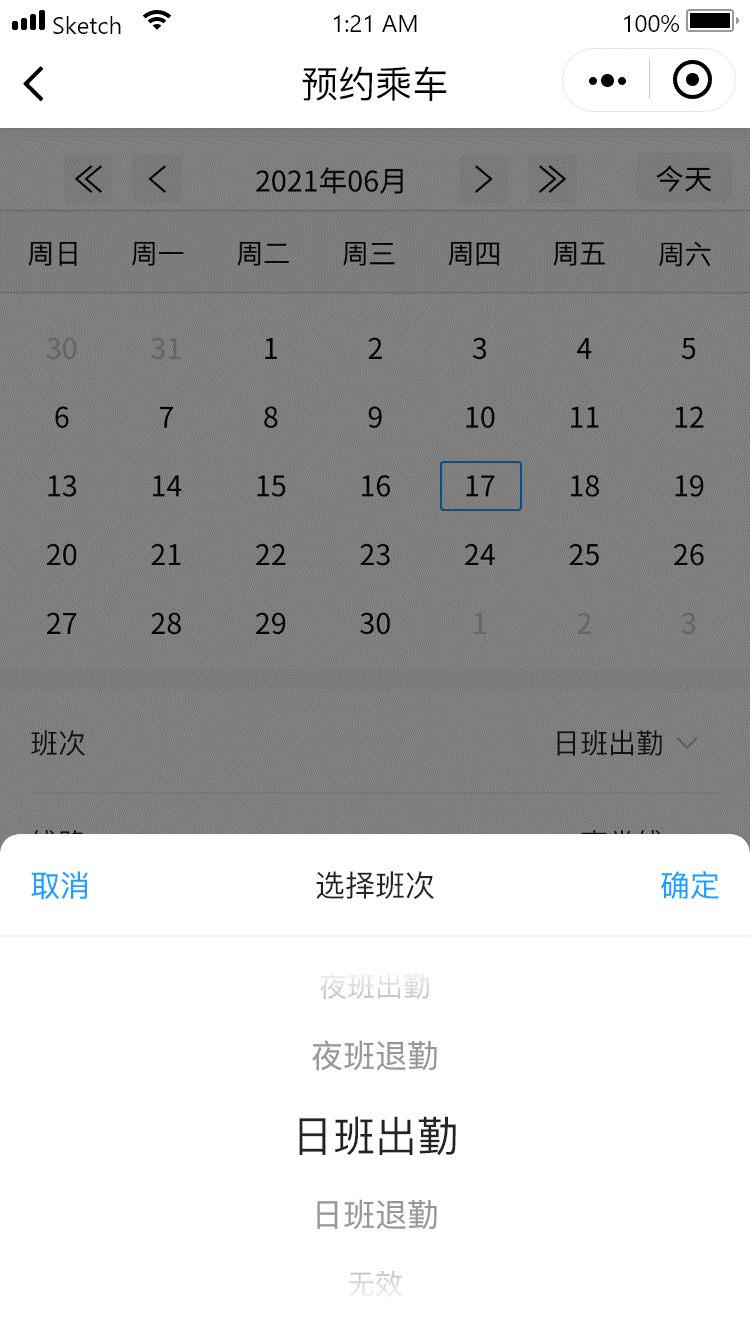 Sketch 1:21 AM 100%
预约乘车
2021年06月 今天
周日 周一 周二 周三 周四 周五 周六
30 31 1 2 3 4 5
6 7 8 9 10 11 12
13 14 15 16 17 18 19
20 21 22 23 24 25 26
27 28 29 30 1 2 3
班次 日班出勤
取消 选择班次 确定
夜班出勤
夜班退勤
日班出勤
日班退勤
无效